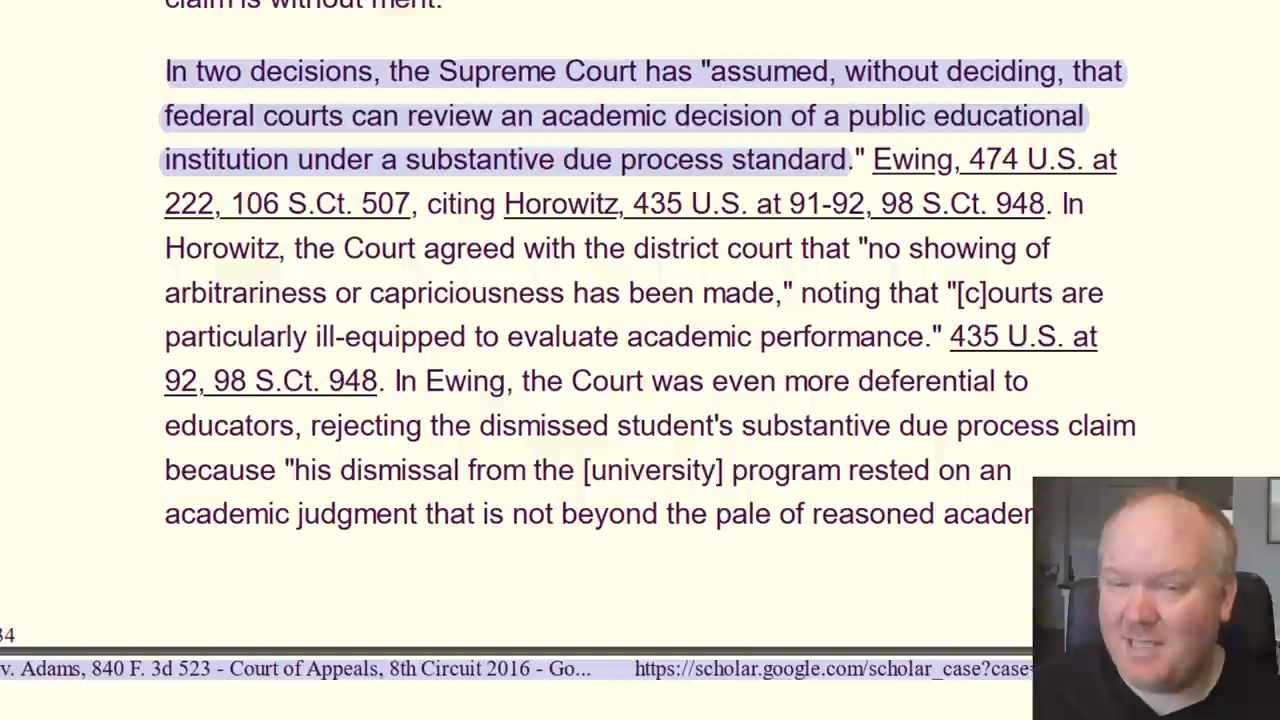 claim is without merit.
In two decisions, the Supreme Court has "assumed, without deciding, that
federal courts can review an academic decision of a public educational
institution under a substantive due process standard." Ewing, 474 U.S. at
222, 106 S.Ct. 507, citing Horowitz, 435 U.S. at 91-92, 98 S.Ct. 948. In
Horowitz, the Court agreed with the district court that "no showing of
arbitrariness or capriciousness has been made," noting that "[c]ourts are
particularly ill-equipped to evaluate academic performance." 435 U.S. at
92, 98 S.Ct. 948. In Ewing, the Court was even more deferential to
educators, rejecting the dismissed student's substantive due process claim
because "his dismissal from the [university] program rested on an
academic judgment that is not beyond the pale of reasoned
34
v. Adams, 840 F. 3d 523 - Court of Appeals, 8th Circuit 2016 - Go... https://scholar.google.com/scholar_case?case=